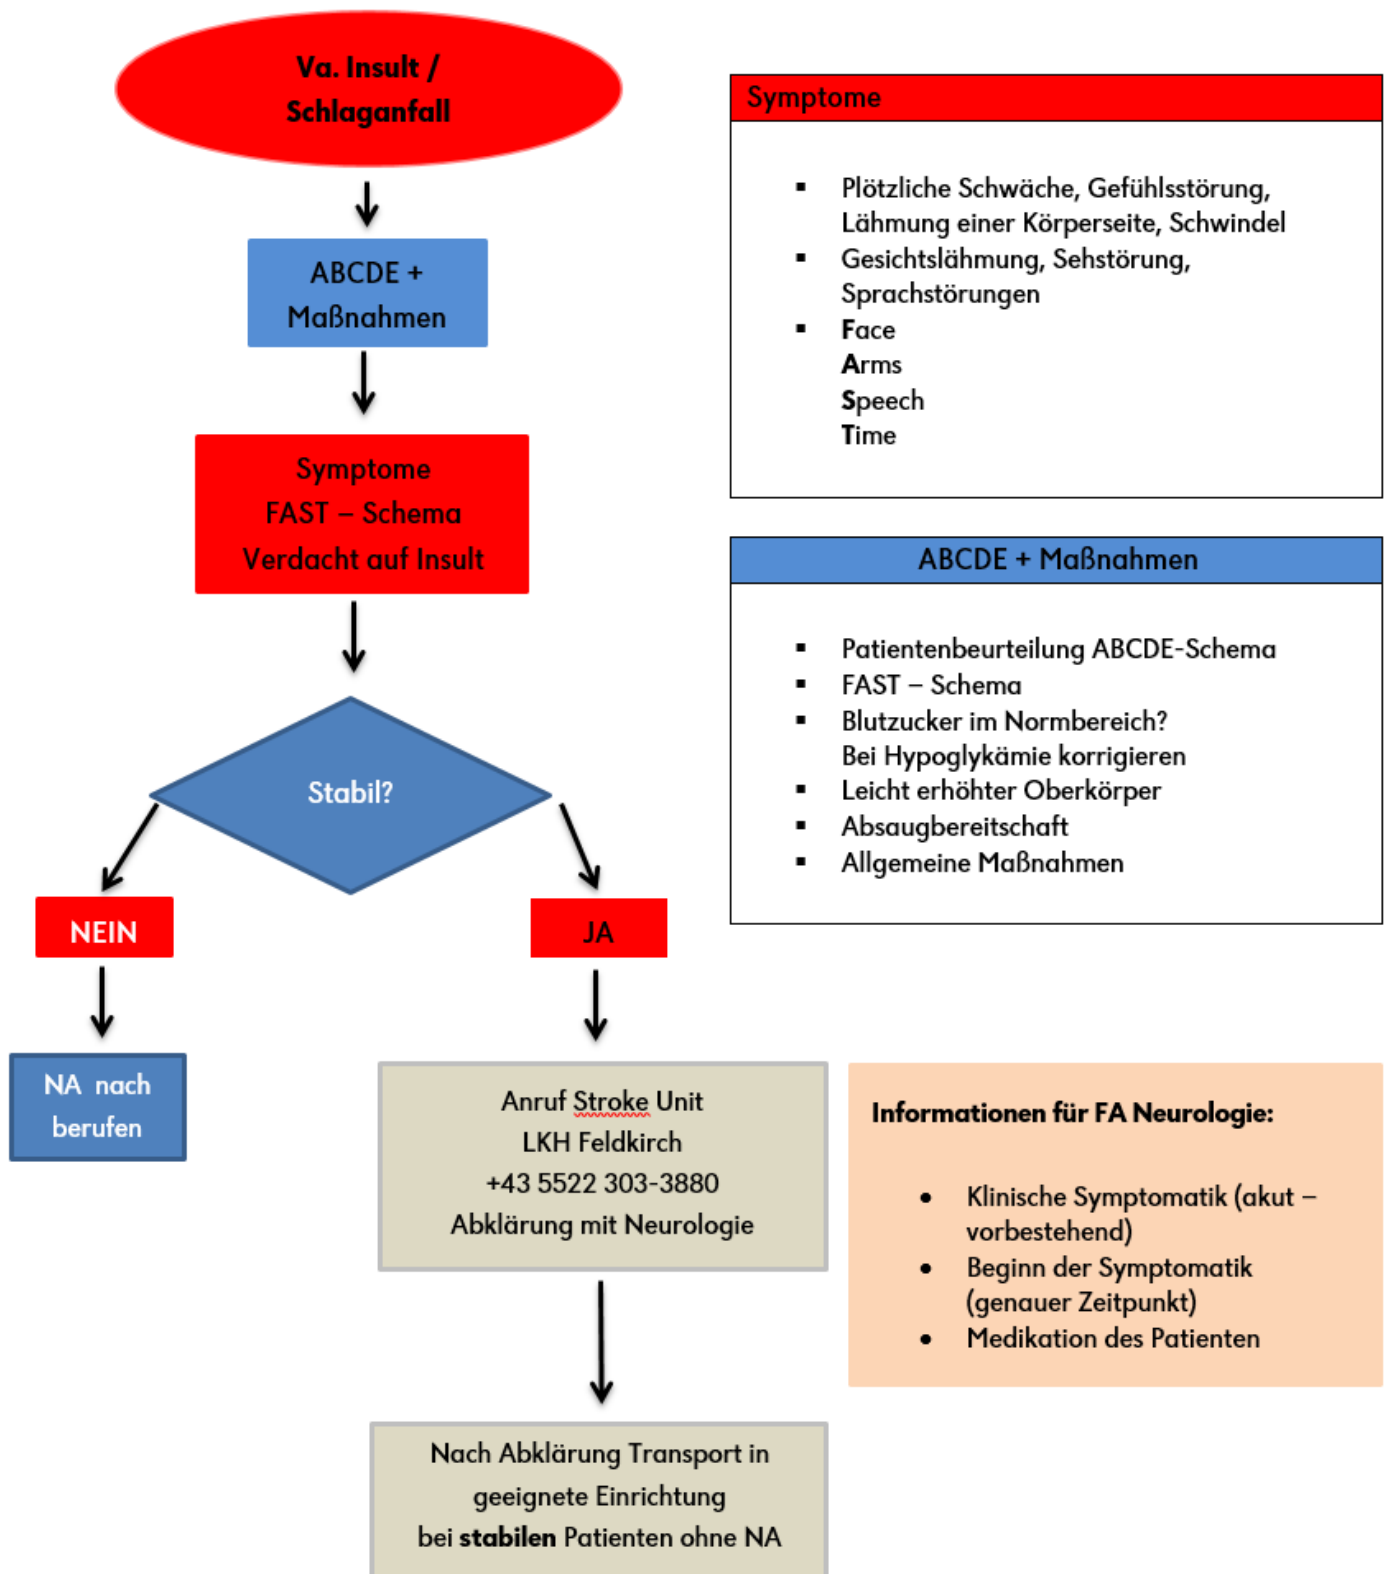 Va. Insult /
Schlaganfall
ABCDE +
Maßnahmen
Symptome
FAST – Schema
Verdacht auf Insult
Stabil?
NEIN
JA
NA  nach
berufen
Anruf Stroke Unit
LKH Feldkirch
+43 5522 303-3880
Abklärung mit Neurologie
Nach Abklärung Transport in
geeignete Einrichtung
bei stabilen Patienten ohne NA
Symptome
▪ Plötzliche Schwäche, Gefühlsstörung,
Lähmung einer Körperseite, Schwindel
▪ Gesichtslähmung, Sehstörung,
Sprachstörungen
▪ Face
Arms
Speech
Time
ABCDE + Maßnahmen
▪ Patientenbeurteilung ABCDE-Schema
▪ FAST – Schema
▪ Blutzucker im Normbereich?
Bei Hypoglykämie korrigieren
▪ Leicht erhöhter Oberkörper
▪ Absaugbereitschaft
▪ Allgemeine Maßnahmen
Informationen für FA Neurologie:
• Klinische Symptomatik (akut –
vorbestehend)
• Beginn der Symptomatik
(genauer Zeitpunkt)
• Medikation des Patienten